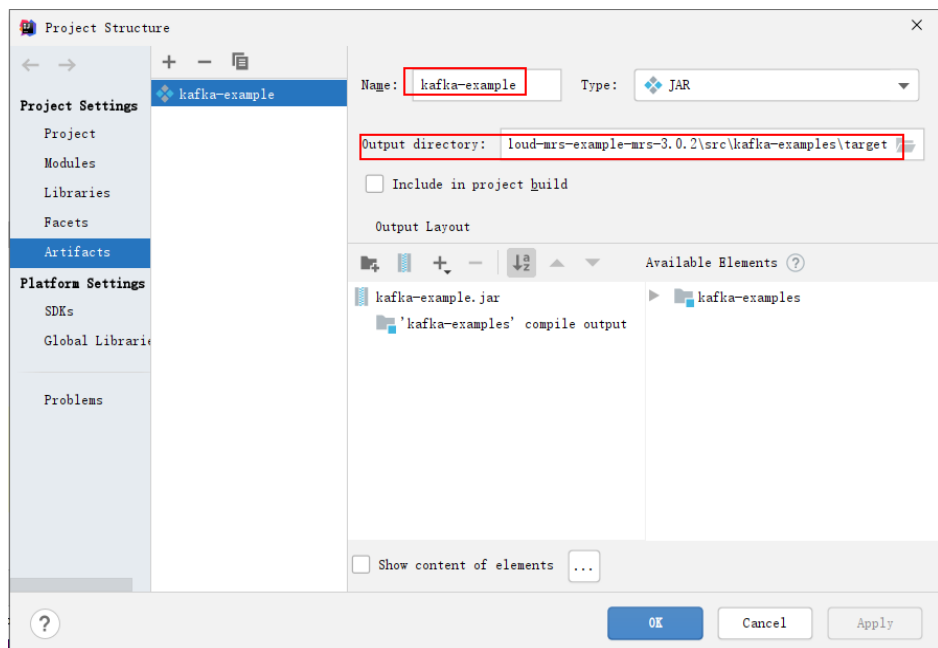 Project Structure
Project Settings
Project
Modules
Libraries
Facets
Artifacts
Platform Settings
SDKs
Global Librarie
Problems
kafka-example
Name: kafka-example Type: JAR
Output directory: loud-mrs-example-mrs-3.0.2\src\kafka-examples\target
Include in project build
Output Layout
Available Elements ?
kafka-example.jar
'kafka-examples' compile output
kafka-examples
Show content of elements ...
? OK Cancel Apply